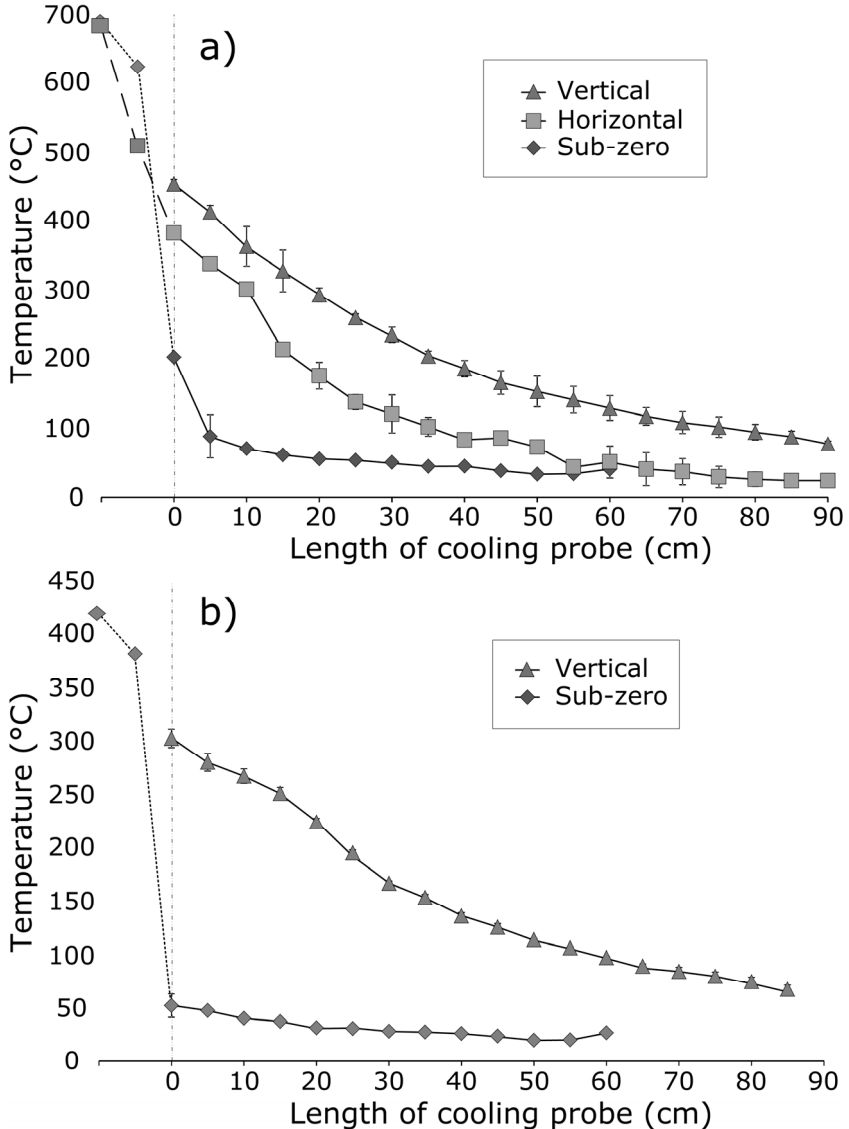 a)
700
600
500
400
300
200
100
0
Temperature (°C)
Vertical
Horizontal
Sub-zero
0 10 20 30 40 50 60 70 80 90
Length of cooling probe (cm)
b)
450
400
350
300
250
200
150
100
50
0
Temperature (°C)
Vertical
Sub-zero
0 10 20 30 40 50 60 70 80 90
Length of cooling probe (cm)